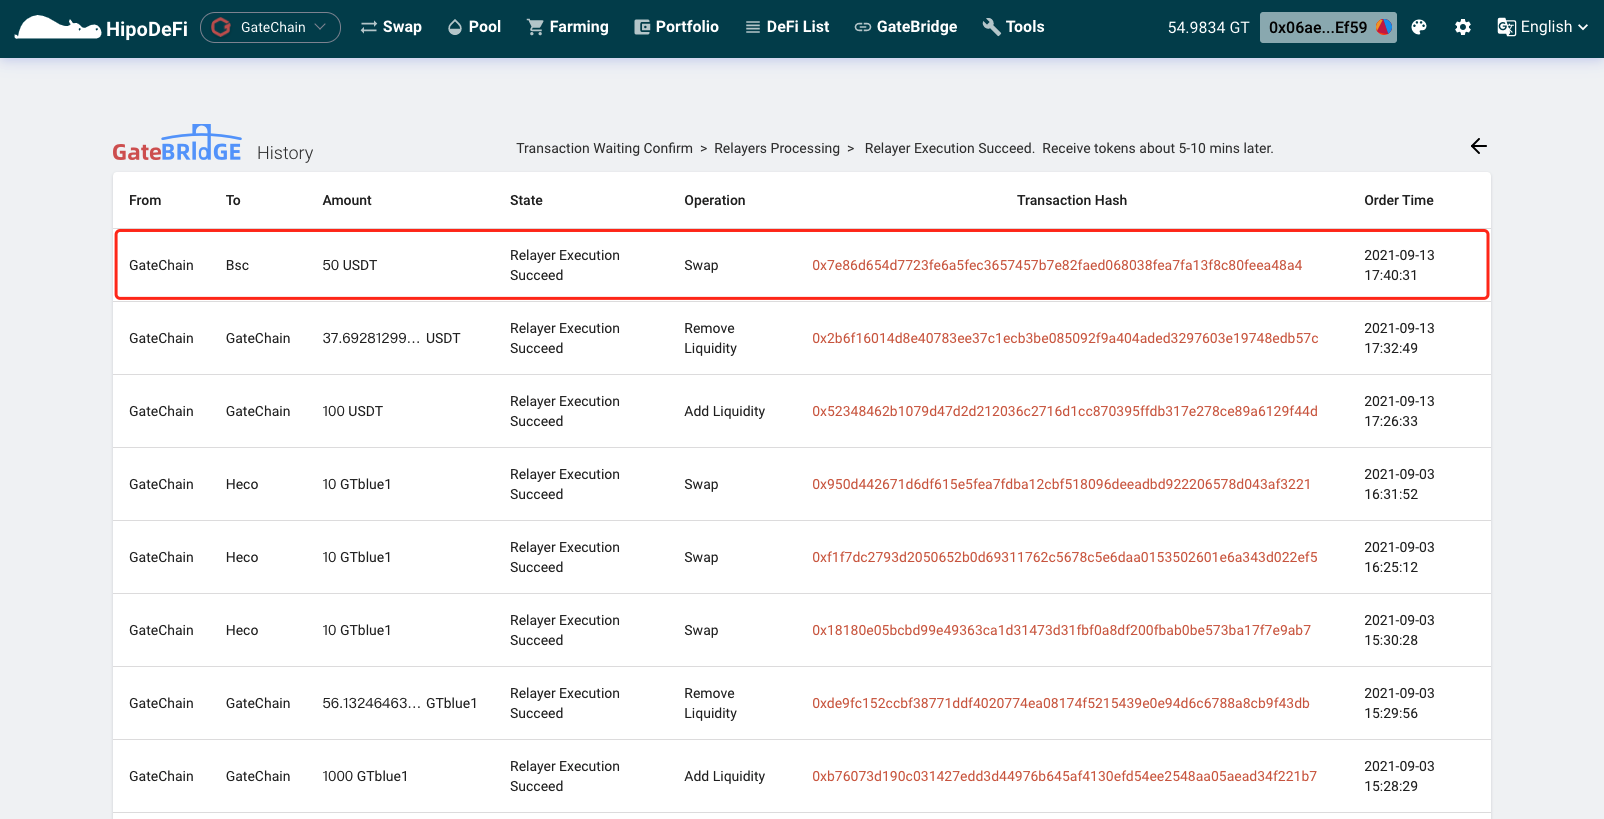 HipoDeFi GateChain Swap Pool Farming Portfolio DeFi List GateBridge Tools 54.9834 GT 0x06ae...Ef59 English
GateBRIdGE History Transaction Waiting Confirm > Relayers Processing > Relayer Execution Succeed. Receive tokens about 5-10 mins later.
From To Amount State Operation Transaction Hash Order Time
GateChain Bsc 50 USDT Relayer Execution Succeed Swap 0x7e86d654d7723fe6a5fec3657457b7e82faed068038fea7fa13f8c80feea48a4 2021-09-13 17:40:31
GateChain GateChain 37.69281299... USDT Relayer Execution Succeed Remove Liquidity 0x2b6f16014d8e40783ee37c1ecb3be085092f9a404aded3297603e19748edb57c 2021-09-13 17:32:49
GateChain GateChain 100 USDT Relayer Execution Succeed Add Liquidity 0x52348462b1079d47d2d212036c2716d1cc870395ffdb317e278ce89a6129f44d 2021-09-13 17:26:33
GateChain Heco 10 GTblue1 Relayer Execution Succeed Swap 0x950d442671d6df615e5fea7fdba12cbf518096deeadbd922206578d043af3221 2021-09-03 16:31:52
GateChain Heco 10 GTblue1 Relayer Execution Succeed Swap 0xf1f7dc2793d2050652b0d69311762c5678c5e6daa0153502601e6a343d022ef5 2021-09-03 16:25:12
GateChain Heco 10 GTblue1 Relayer Execution Succeed Swap 0x18180e05bcbd99e49363ca1d31473d31fbf0a8df200fbab0be573ba17f7e9ab7 2021-09-03 15:30:28
GateChain GateChain 56.13246463... GTblue1 Relayer Execution Succeed Remove Liquidity 0xde9fc152ccbf38771ddf4020774ea08174f5215439e0e94d6c6788a8cb9f43db 2021-09-03 15:29:56
GateChain GateChain 1000 GTblue1 Relayer Execution Succeed Add Liquidity 0xb76073d190c031427edd3d44976b645af4130efd54ee2548aa05aead34f221b7 2021-09-03 15:28:29